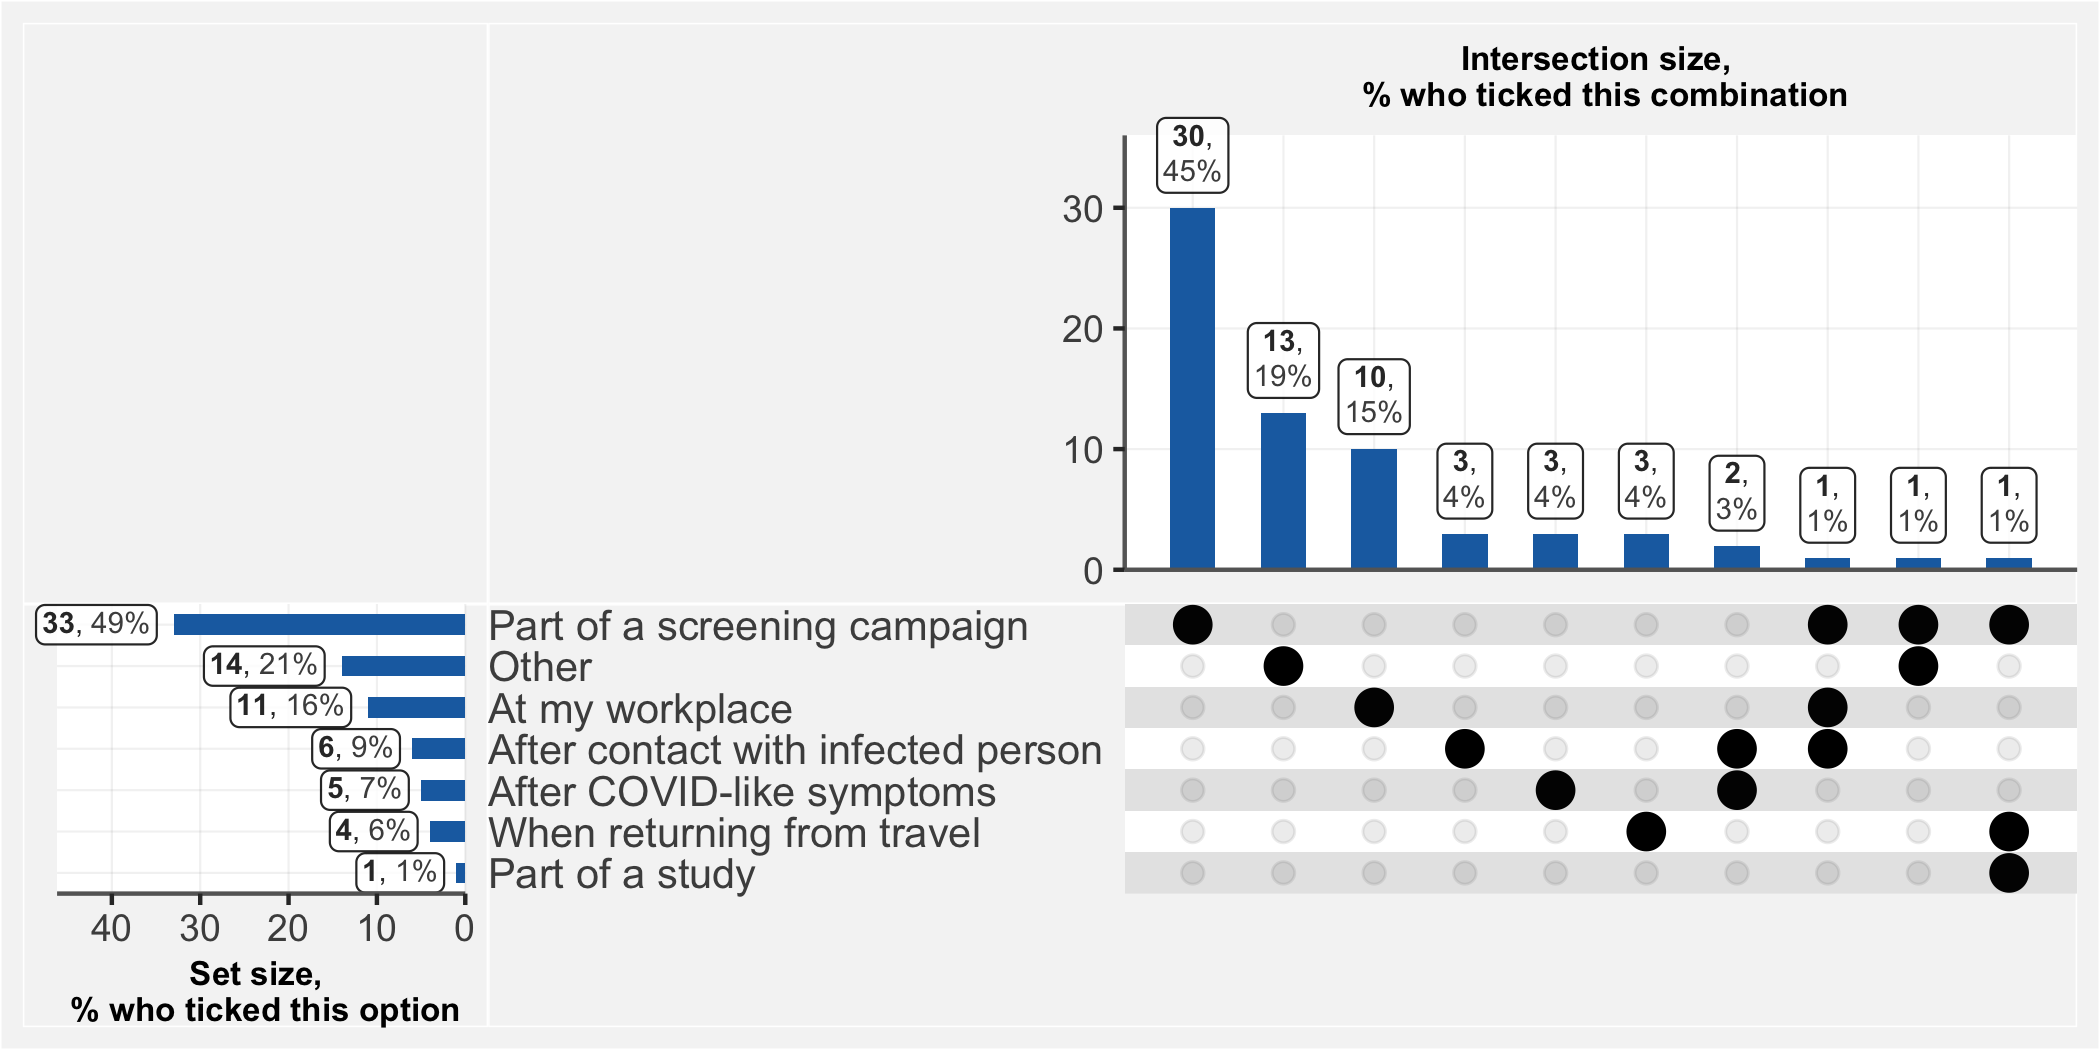 Intersection size,
% who ticked this combination
30,
45%
13,
19%
10,
15%
3,
4%
3,
4%
3,
4%
2,
3%
1,
1%
1,
1%
1,
1%
30
20
10
0
33, 49%
Part of a screening campaign
14, 21%
Other
11, 16%
At my workplace
6, 9%
After contact with infected person
5, 7%
After COVID-like symptoms
4, 6%
When returning from travel
1, 1%
Part of a study
40 30 20 10 0
Set size,
% who ticked this option